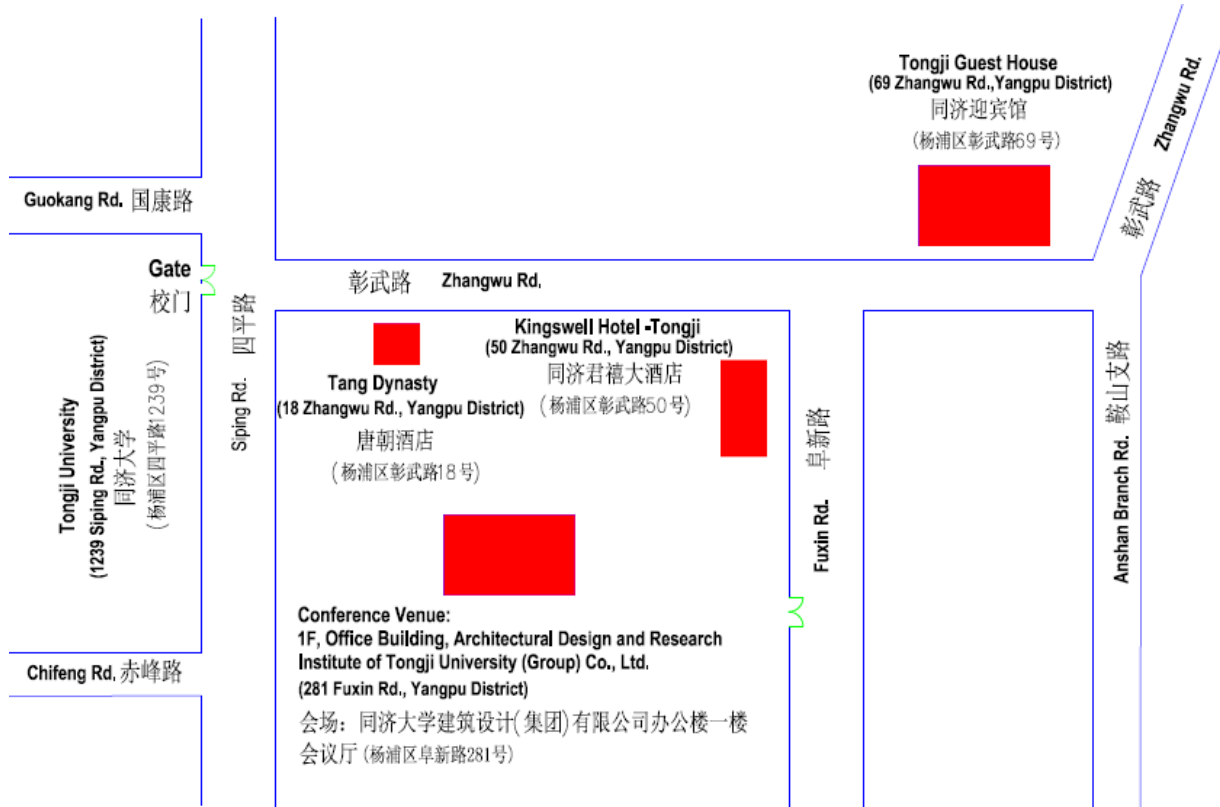 Tongji Guest House
(69 Zhangwu Rd.,Yangpu District)
同济迎宾馆
(杨浦区彰武路69号)
彰武路 Zhangwu Rd.
Guokang Rd. 国康路
Gate
校门
彰武路 Zhangwu Rd.
Siping Rd. 四平路
Tongji University
(1239 Siping Rd., Yangpu District)
同济大学
(杨浦区四平路1239号)
Tang Dynasty
(18 Zhangwu Rd., Yangpu District)
唐朝酒店
(杨浦区彰武路18号)
Kingswell Hotel -Tongji
(50 Zhangwu Rd., Yangpu District)
同济君禧大酒店
(杨浦区彰武路50号)
Fuxin Rd. 阜新路
Anshan Branch Rd. 鞍山支路
Conference Venue:
1F, Office Building, Architectural Design and Research
Institute of Tongji University (Group) Co., Ltd.
(281 Fuxin Rd., Yangpu District)
会场：同济大学建筑设计(集团)有限公司办公楼一楼
会议厅 (杨浦区阜新路281号)
Chifeng Rd. 赤峰路